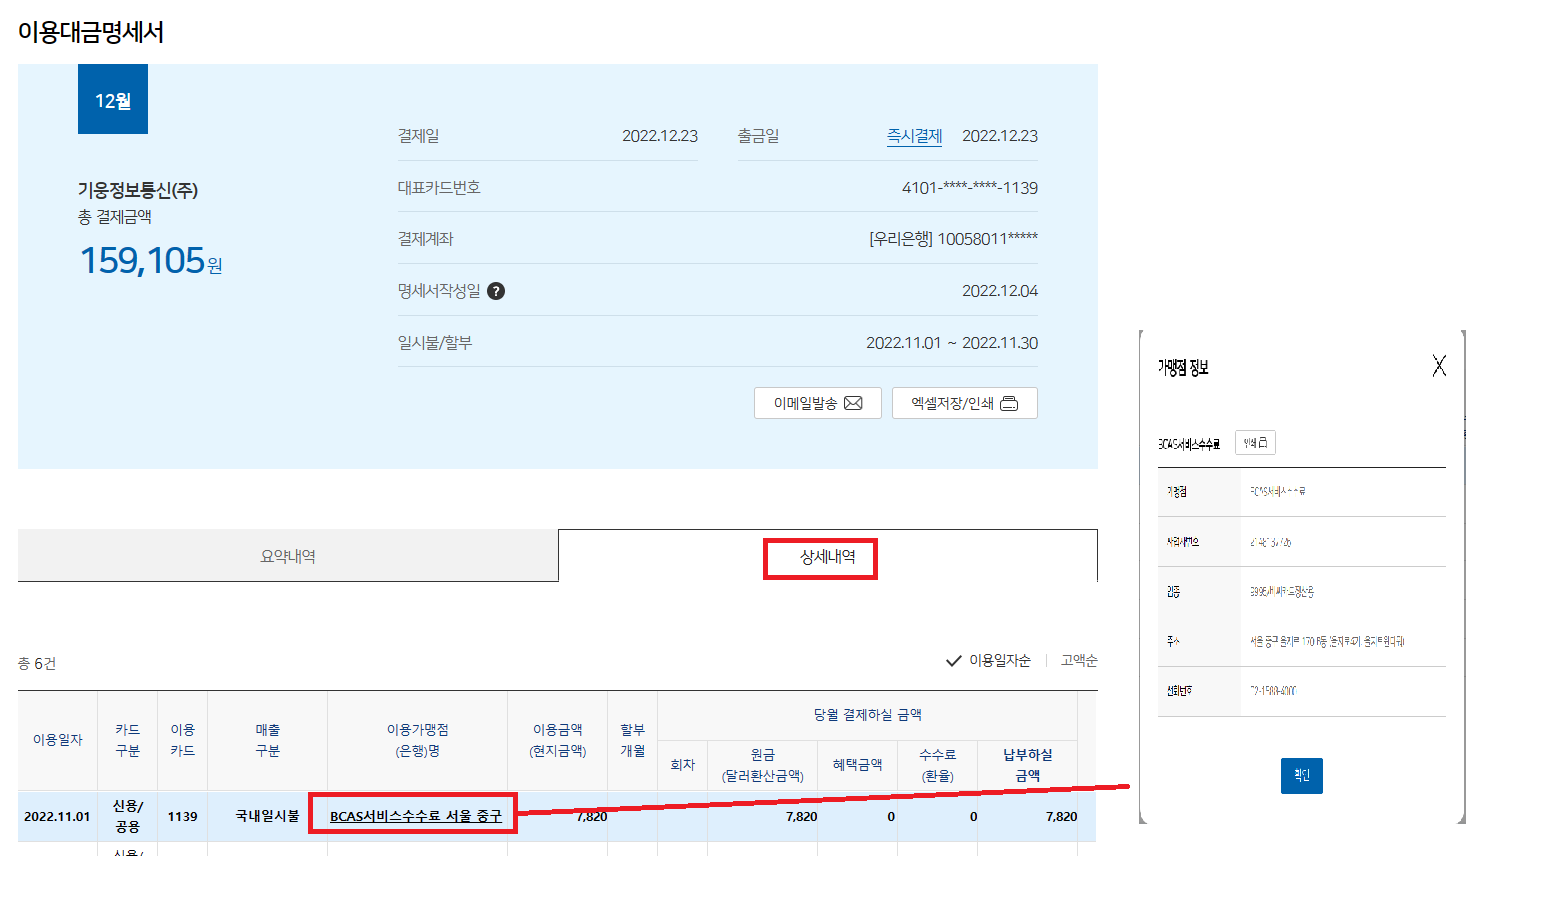 이용대금명세서
12월
기웅정보통신(주)
총 결제금액
159,105원
결제일 2022.12.23 출금일 즉시결제 2022.12.23
대표카드번호 4101-****-****-1139
결제계좌 [우리은행] 10058011*****
명세서작성일 ? 2022.12.04
일시불/할부 2022.11.01 ~ 2022.11.30
이메일발송 엑셀저장/인쇄
요약내역 상세내역
총 6건 이용일자순 고액순
이용일자 카드 구분 이용 카드 매출 구분 이용가맹점 (은행)명 이용금액 (현지금액) 할부 개월 당월 결제하실 금액
회차 원금 (달러환산금액) 혜택금액 수수료 (환율) 납부하실 금액
2022.11.01 신용/ 공용 1139 국내일시불 BCAS서비스수수료 서울 중구 7,820 7,820 0 0 7,820
신용/
가맹점 정보 X
BCAS서비스수수료 인쇄
가맹점 BCAS서비스수수료
사업자번호
업종
주소
전화번호
확인